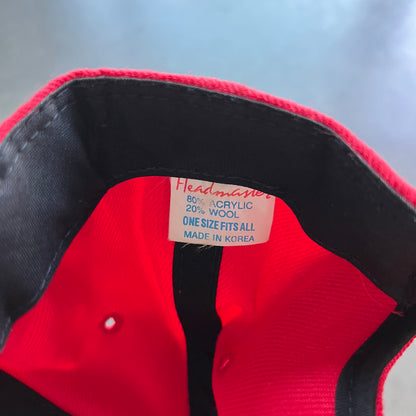 Headmaster
80% ACRYLIC
20% WOOL
ONE SIZE FITS ALL
MADE IN KOREA